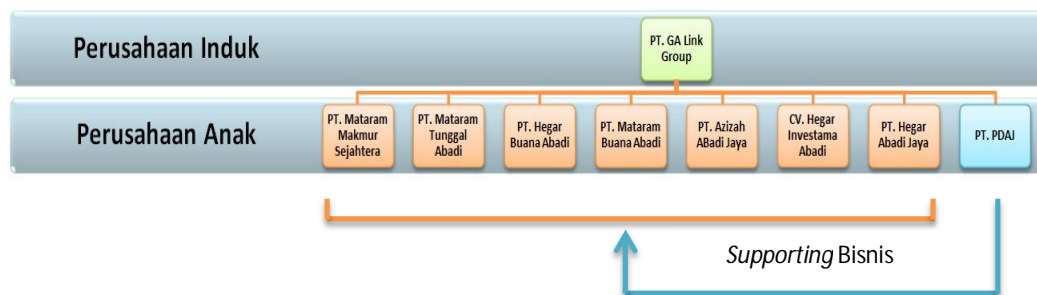 Perusahaan Induk
PT. GA Link
Group
Perusahaan Anak
PT. Mataram
Makmur
Sejahtera
PT. Mataram
Tunggal
Abadi
PT. Hegar
Buana Abadi
PT. Mataram
Buana Abadi
PT. Azizah
ABadi Jaya
CV. Hegar
Investama
Abadi
PT. Hegar
Abadi Jaya
PT. PDAJ
Supporting Bisnis